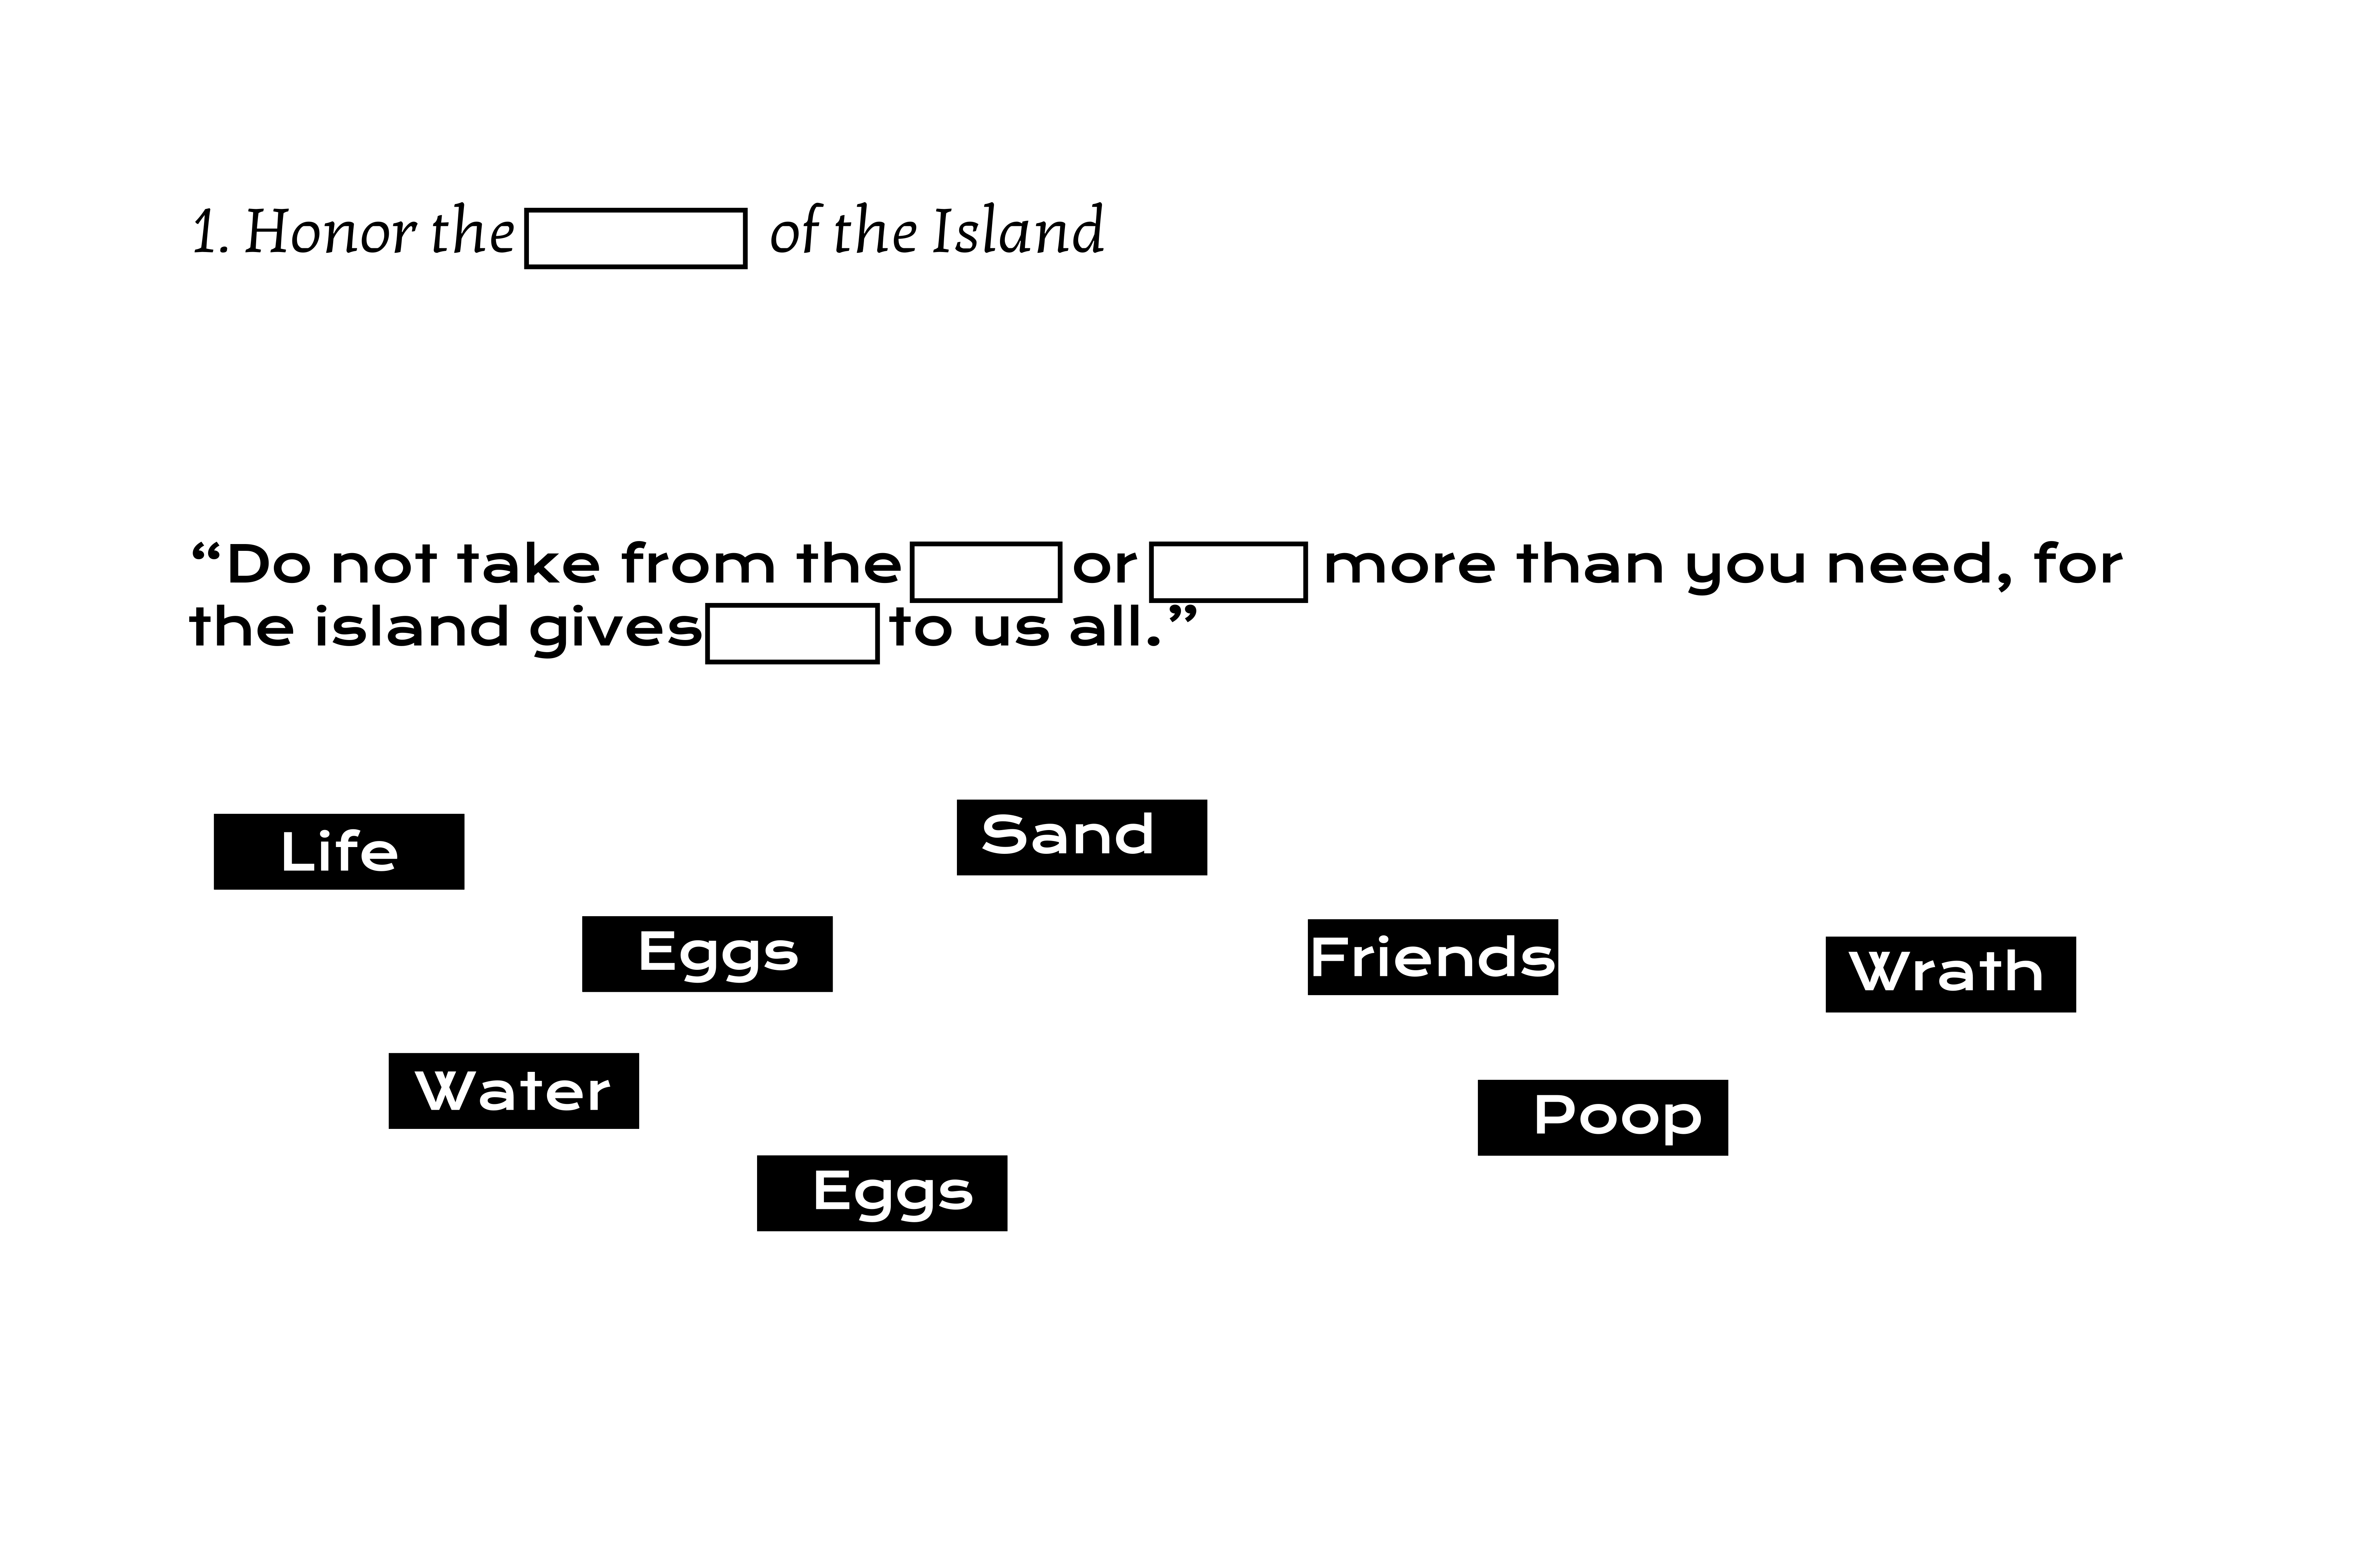 1. Honor the of the Island
“Do not take from the or more than you need, for
the island gives to us all.”
Life
Sand
Eggs
Friends
Wrath
Water
Poop
Eggs